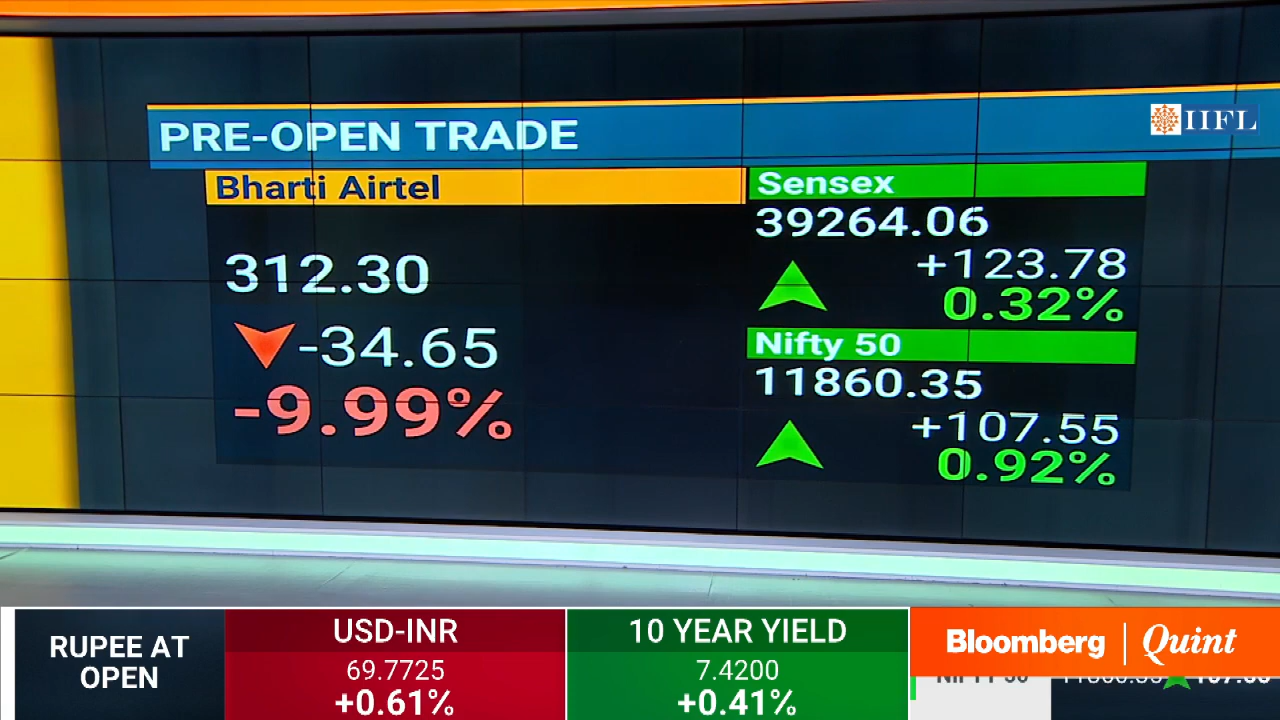 PRE-OPEN TRADE
IIFL
Bharti Airtel
312.30
-34.65
-9.99%
Sensex
39264.06
+123.78
0.32%
Nifty 50
11860.35
+107.55
0.92%
RUPEE AT
OPEN
USD-INR
69.7725
+0.61%
10 YEAR YIELD
7.4200
+0.41%
Bloomberg | Quint